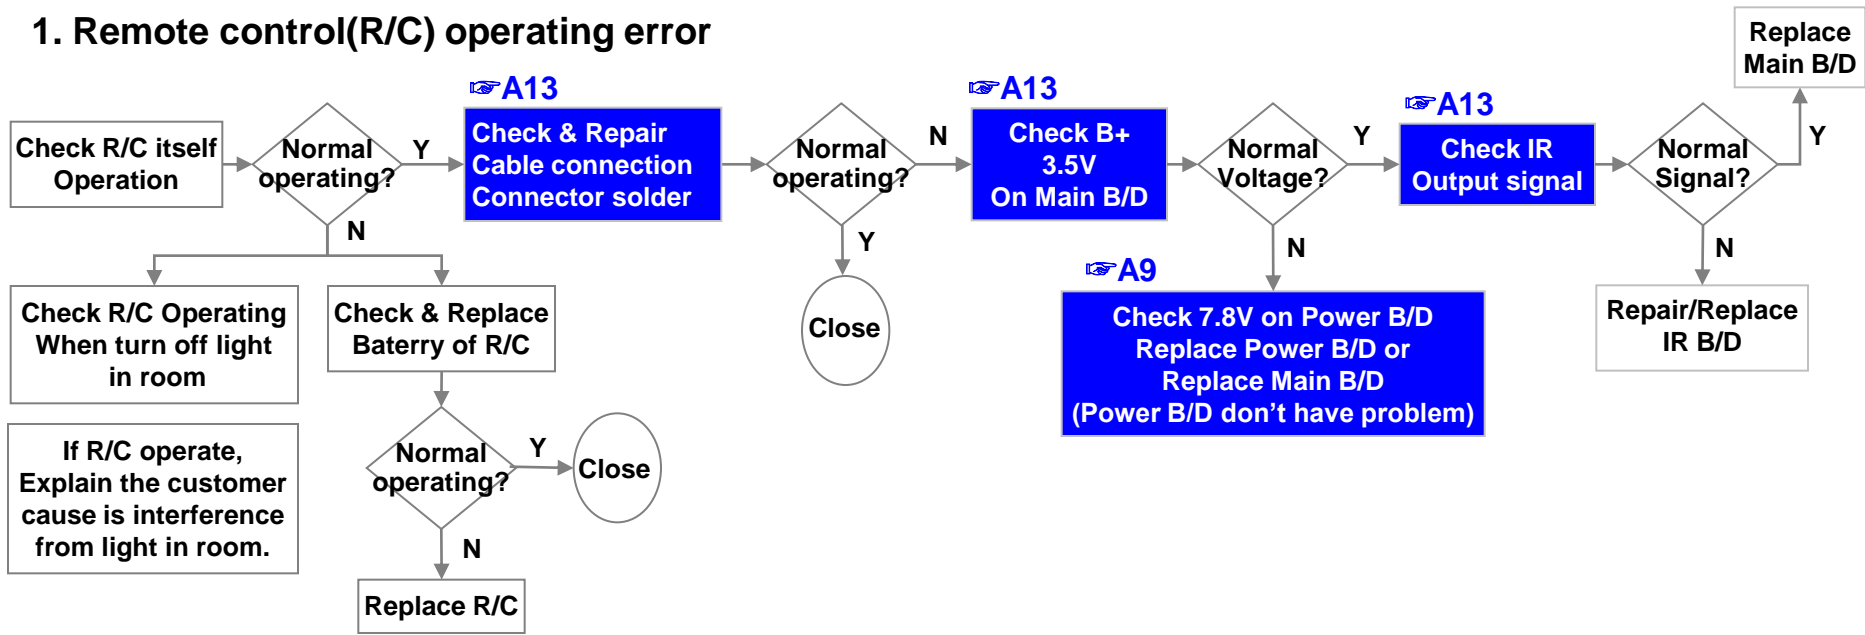 1. Remote control(R/C) operating error
Check R/C itself
Operation
Normal
operating?
Y
N
☞A13
Check & Repair
Cable connection
Connector solder
Normal
operating?
N
Y
Close
☞A13
Check B+
3.5V
On Main B/D
Normal
Voltage?
Y
N
☞A13
Check IR
Output signal
Normal
Signal?
Y
N
Replace
Main B/D
Repair/Replace
IR B/D
☞A9
Check 7.8V on Power B/D
Replace Power B/D or
Replace Main B/D
(Power B/D don’t have problem)
Check R/C Operating
When turn off light
in room
If R/C operate,
Explain the customer
cause is interference
from light in room.
Check & Replace
Baterry of R/C
Normal
operating?
Y
Close
N
Replace R/C